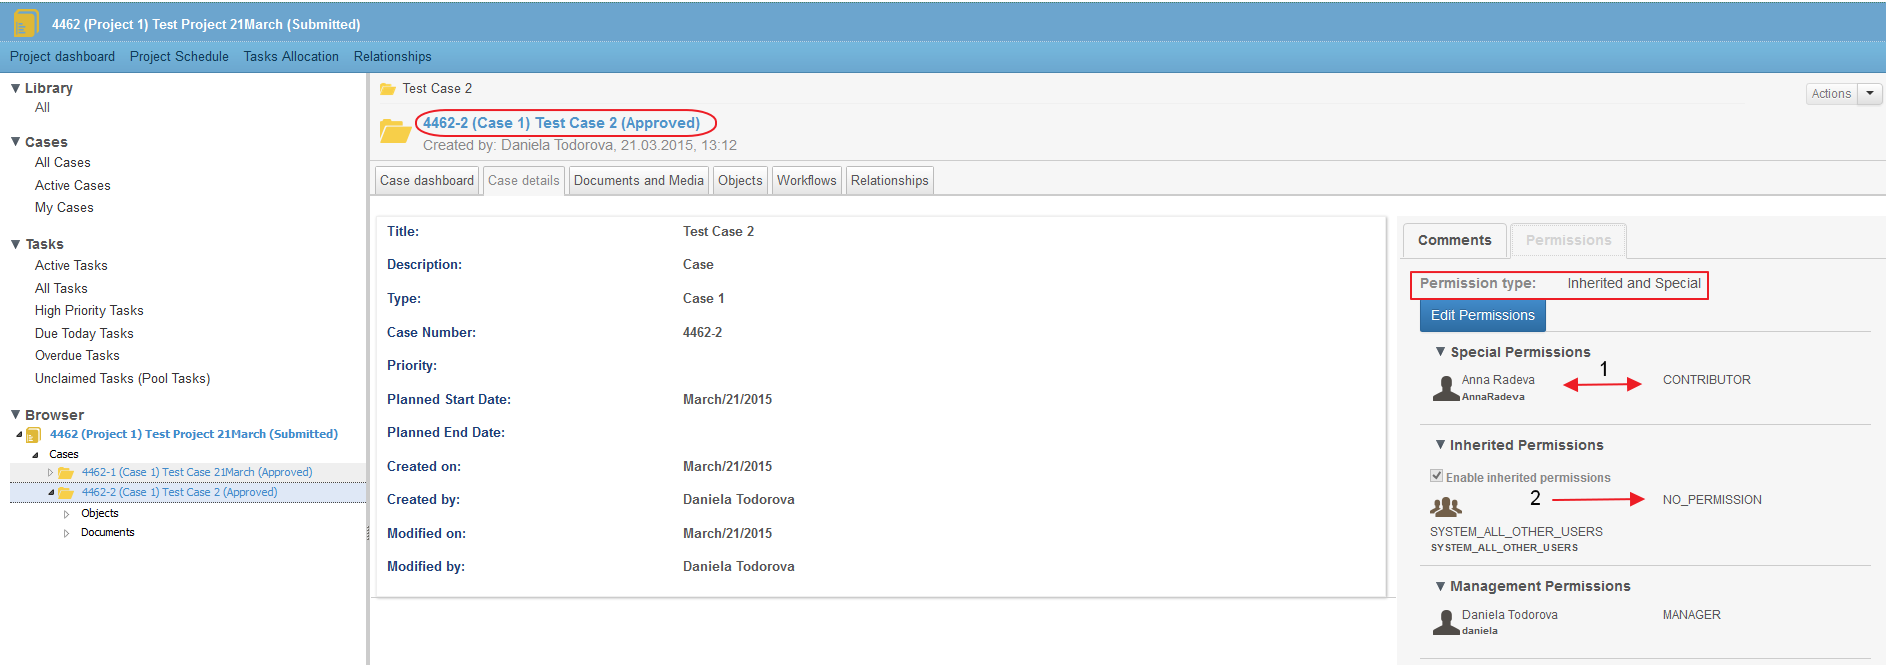 4462 (Project 1) Test Project 21March (Submitted)
Project dashboard Project Schedule Tasks Allocation Relationships
Library
All
Cases
All Cases
Active Cases
My Cases
Tasks
Active Tasks
All Tasks
High Priority Tasks
Due Today Tasks
Overdue Tasks
Unclaimed Tasks (Pool Tasks)
Browser
4462 (Project 1) Test Project 21March (Submitted)
Cases
4462-1 (Case 1) Test Case 21March (Approved)
4462-2 (Case 1) Test Case 2 (Approved)
Objects
Documents
Test Case 2
Actions
4462-2 (Case 1) Test Case 2 (Approved)
Created by: Daniela Todorova, 21.03.2015, 13:12
Case dashboard Case details Documents and Media Objects Workflows Relationships
Title: Test Case 2
Description: Case
Type: Case 1
Case Number: 4462-2
Priority:
Planned Start Date: March/21/2015
Planned End Date:
Created on: March/21/2015
Created by: Daniela Todorova
Modified on: March/21/2015
Modified by: Daniela Todorova
Comments Permissions
Permission type: Inherited and Special
Edit Permissions
Special Permissions
Anna Radeva 1 CONTRIBUTOR
AnnaRadeva
Inherited Permissions
Enable inherited permissions
2 NO_PERMISSION
SYSTEM_ALL_OTHER_USERS
SYSTEM_ALL_OTHER_USERS
Management Permissions
Daniela Todorova MANAGER
daniela